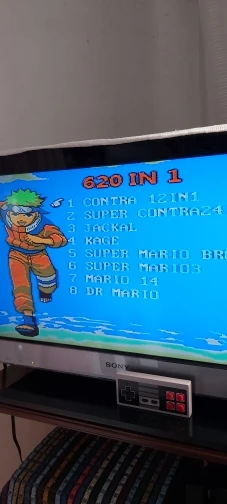 620 IN 1
1 CONTRA 12IN1
2 SUPER CONTRA24
3 JACKAL
4 KAGE
5 SUPER MARIO BR
6 SUPER MARIO3
7 MARIO 14
8 DR MARIO
SONY